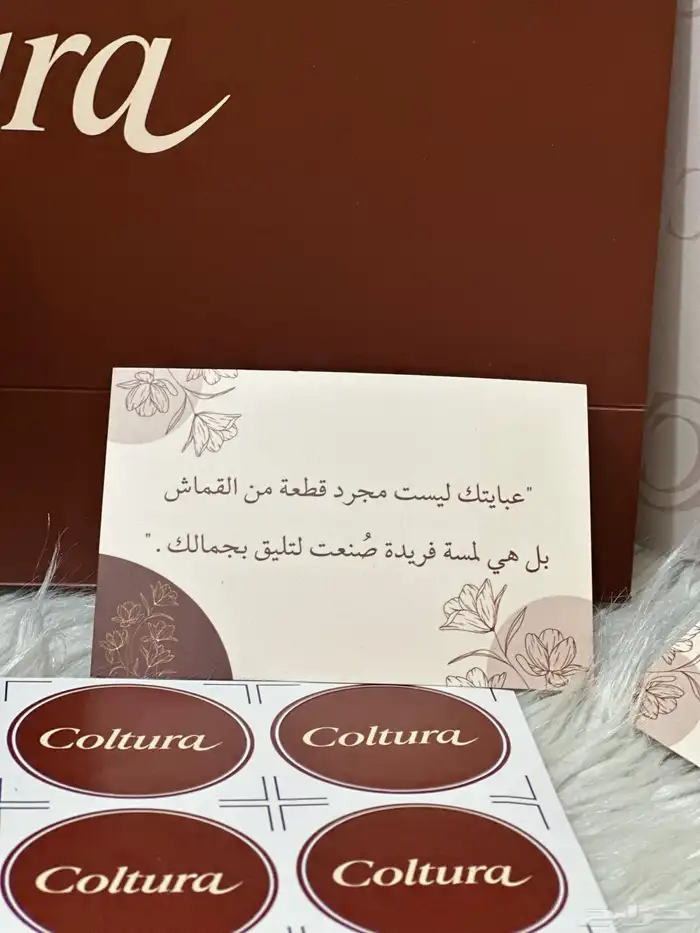 ura
"عبايتك ليست مجرد قطعة من القماش
بل هي لمسة فريدة صُنعت لتليق بجمالك ."
Coltura
Coltura
Coltura
Coltura